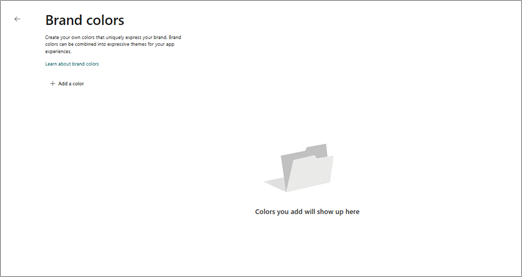 Brand colors
Create your own colors that uniquely express your brand. Brand
colors can be combined into expressive themes for your app
experiences.
Learn about brand colors
+ Add a color
Colors you add will show up here